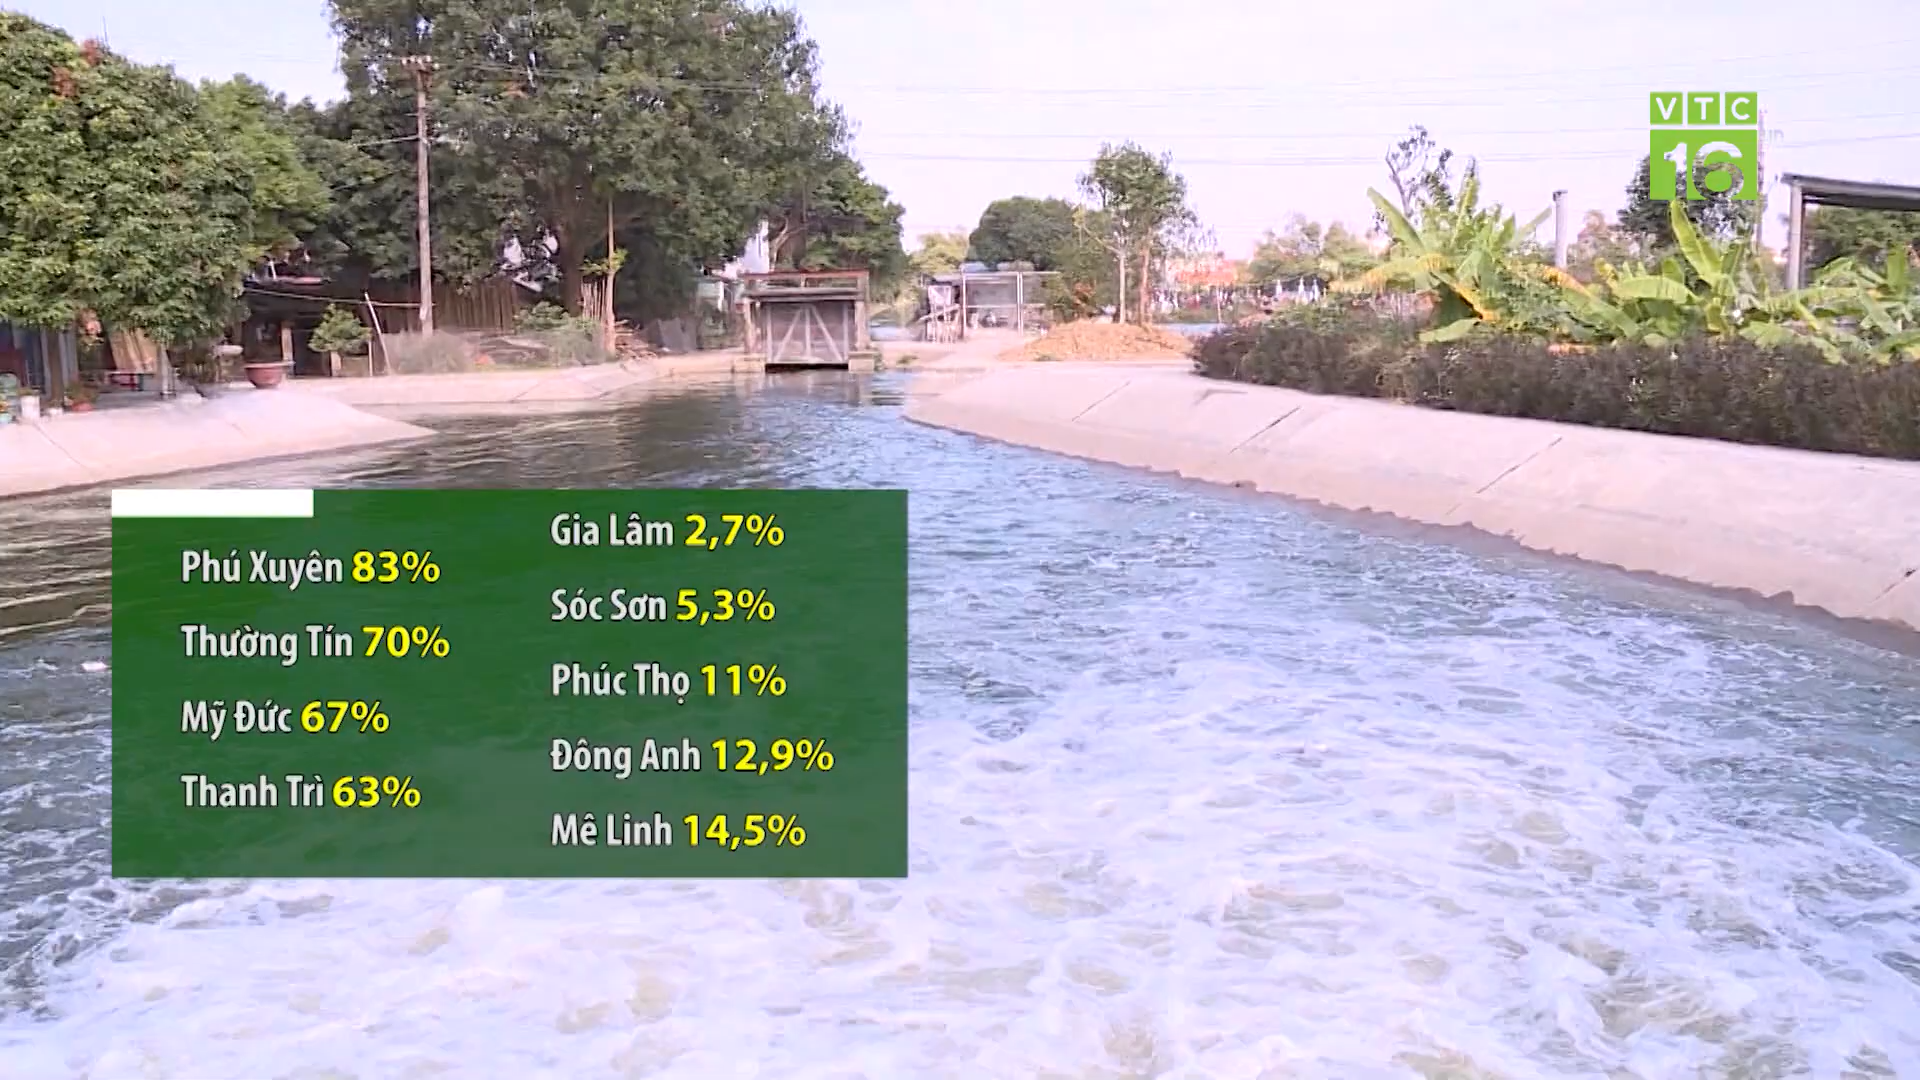 VTC
16
Phú Xuyên 83%
Thường Tín 70%
Mỹ Đức 67%
Thanh Trì 63%
Gia Lâm 2,7%
Sóc Sơn 5,3%
Phúc Thọ 11%
Đông Anh 12,9%
Mê Linh 14,5%